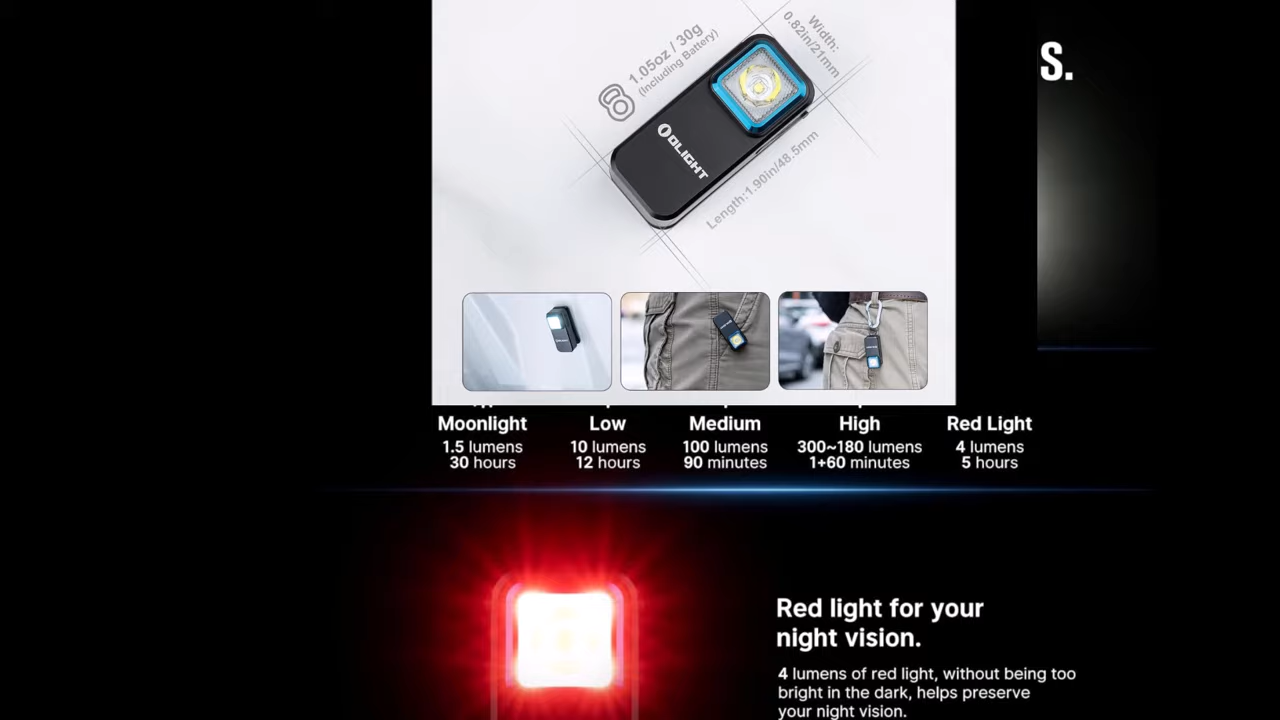 1.05oz / 30g
(Including Battery)
Width:
0.82in/21mm
S.
OLIGHT
Length:1.90in/48.5mm
Moonlight
1.5 lumens
30 hours
Low
10 lumens
12 hours
Medium
100 lumens
90 minutes
High
300~180 lumens
1+60 minutes
Red Light
4 lumens
5 hours
Red light for your
night vision.
4 lumens of red light, without being too
bright in the dark, helps preserve
your night vision.